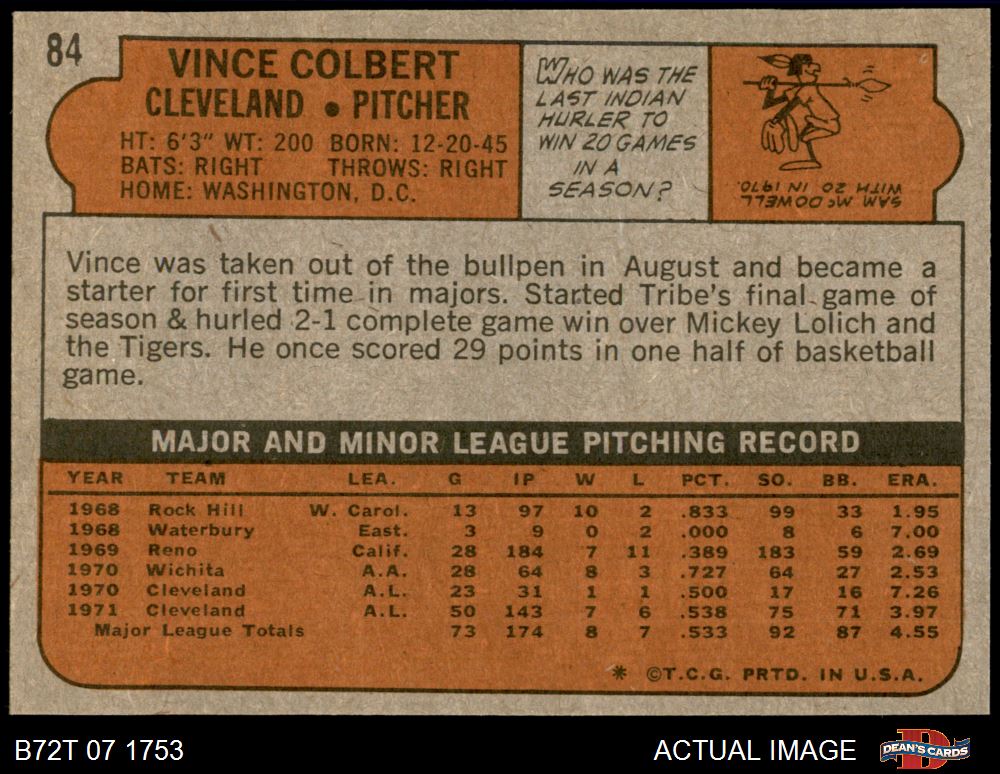 84
VINCE COLBERT
CLEVELAND • PITCHER
HT: 6'3" WT: 200 BORN: 12-20-45
BATS: RIGHT THROWS: RIGHT
HOME: WASHINGTON, D.C.
WHO WAS THE
LAST INDIAN
HURLER TO
WIN 20 GAMES
IN A
SEASON?
SAM McDOWELL
WITH 20 IN 1970.
Vince was taken out of the bullpen in August and became a
starter for first time in majors. Started Tribe's final game of
season & hurled 2-1 complete game win over Mickey Lolich and
the Tigers. He once scored 29 points in one half of basketball
game.
MAJOR AND MINOR LEAGUE PITCHING RECORD
YEAR TEAM LEA. G IP W L PCT. SO. BB. ERA.
1968 Rock Hill W. Carol. 13 97 10 2 .833 99 33 1.95
1968 Waterbury East. 3 9 0 2 .000 8 6 7.00
1969 Reno Calif. 28 184 7 11 .389 183 59 2.69
1970 Wichita A.A. 28 64 8 3 .727 64 27 2.53
1970 Cleveland A.L. 23 31 1 1 .500 17 16 7.26
1971 Cleveland A.L. 50 143 7 6 .538 75 71 3.97
Major League Totals 73 174 8 7 .533 92 87 4.55
* ©T.C.G. PRTD. IN U.S.A.
B72T 07 1753 ACTUAL IMAGE DEAN'S CARDS